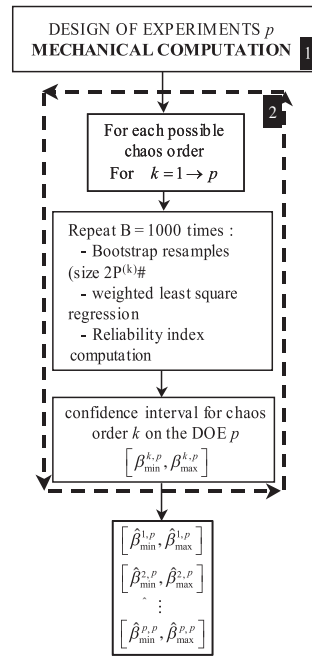 DESIGN OF EXPERIMENTS p
MECHANICAL COMPUTATION
1
2
For each possible
chaos order
For k = 1 → p
Repeat B = 1000 times :
- Bootstrap resamples
(size 2P^(k)#
- weighted least square
regression
- Reliability index
computation
confidence interval for chaos
order k on the DOE p
[β_min^{k,p}, β_max^{k,p}]
[β̂_min^{1,p}, β̂_max^{1,p}]
[β̂_min^{2,p}, β̂_max^{2,p}]
⋮
[β̂_min^{p,p}, β̂_max^{p,p}]